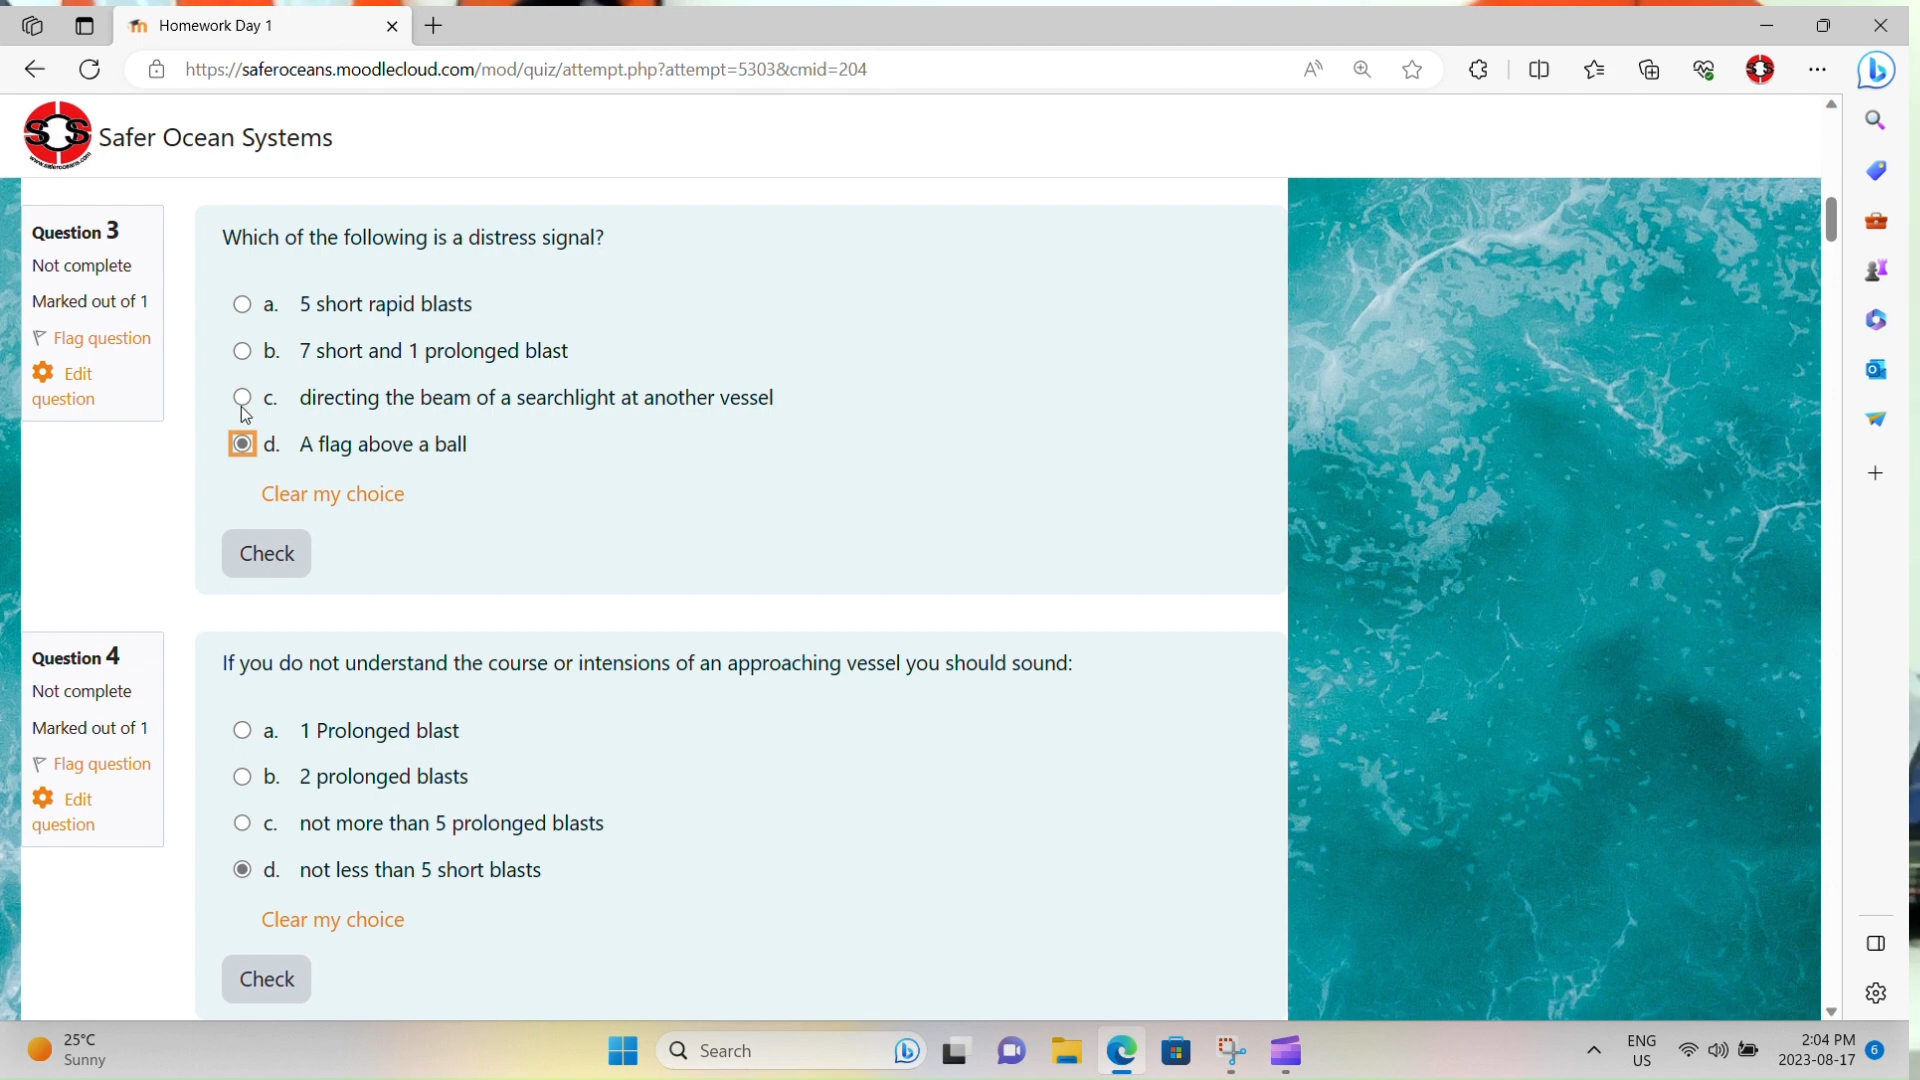 Homework Day 1
https://saferoceans.moodlecloud.com/mod/quiz/attempt.php?attempt=5303&cmid=204
SOS
Safer Ocean Systems
Question 3
Not complete
Marked out of 1
Flag question
Edit
question
Which of the following is a distress signal?
a. 5 short rapid blasts
b. 7 short and 1 prolonged blast
c. directing the beam of a searchlight at another vessel
d. A flag above a ball
Clear my choice
Check
Question 4
Not complete
Marked out of 1
Flag question
Edit
question
If you do not understand the course or intensions of an approaching vessel you should sound:
a. 1 Prolonged blast
b. 2 prolonged blasts
c. not more than 5 prolonged blasts
d. not less than 5 short blasts
Clear my choice
Check
25°C
Sunny
Search
ENG
US
2:04 PM
2023-08-17
6